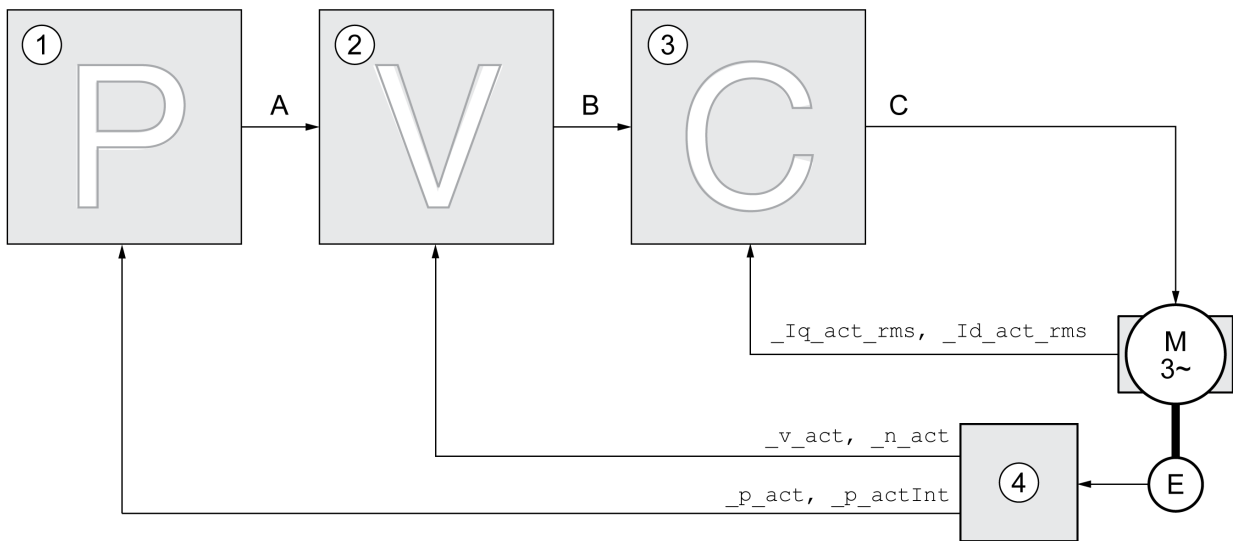 1
P
A
2
V
B
3
C
C
_Iq_act_rms, _Id_act_rms
M
3~
_v_act, _n_act
_p_act, _p_actInt
4
E